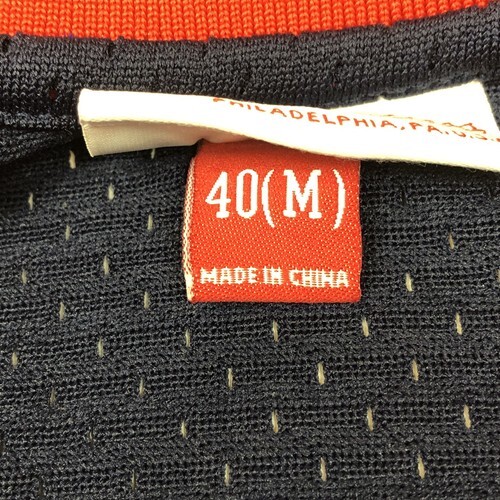 PHILADELPHIA, PA. U.S.
40(M)
MADE IN CHINA